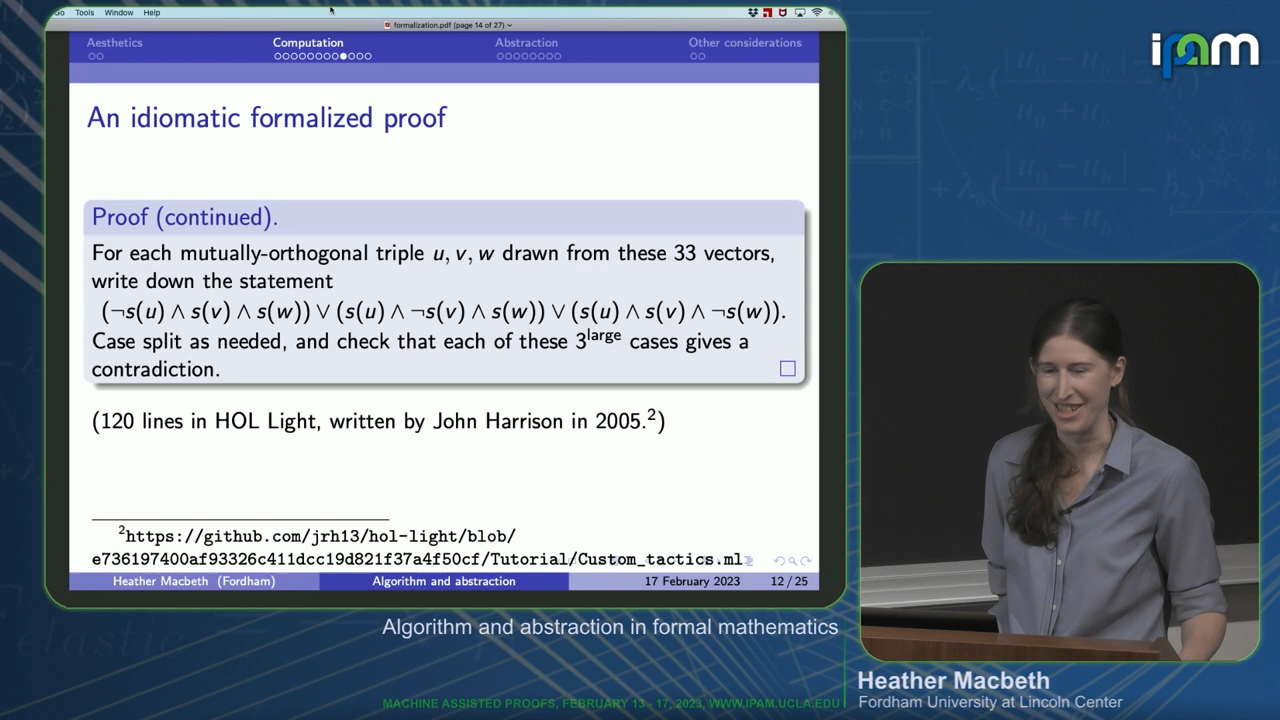 Go Tools Window Help
formalization.pdf (page 14 of 27)
Aesthetics Computation Abstraction Other considerations
An idiomatic formalized proof
Proof (continued).
For each mutually-orthogonal triple u, v, w drawn from these 33 vectors,
write down the statement
(¬s(u) ∧ s(v) ∧ s(w)) ∨ (s(u) ∧ ¬s(v) ∧ s(w)) ∨ (s(u) ∧ s(v) ∧ ¬s(w)).
Case split as needed, and check that each of these 3^large cases gives a
contradiction.
(120 lines in HOL Light, written by John Harrison in 2005.²)
²https://github.com/jrh13/hol-light/blob/
e736197400af93326c411dcc19d821f37a4f50cf/Tutorial/Custom_tactics.ml
Heather Macbeth (Fordham) Algorithm and abstraction 17 February 2023 12 / 25
ipam
Algorithm and abstraction in formal mathematics
Heather Macbeth
Fordham University at Lincoln Center
MACHINE ASSISTED PROOFS, FEBRUARY 13 - 17, 2023, WWW.IPAM.UCLA.EDU